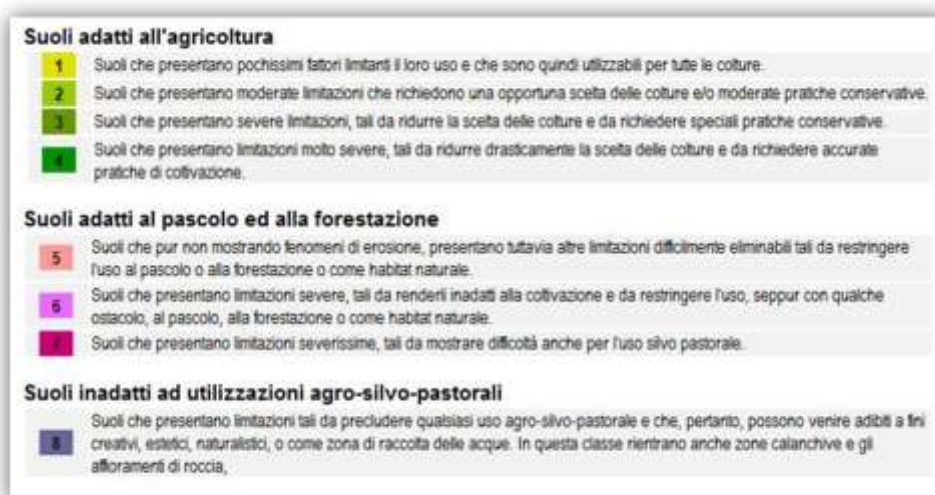 Suoli adatti all'agricoltura
1 Suoli che presentano pochissimi fattori limitanti il loro uso e che sono quindi utilizzabili per tutte le colture.
2 Suoli che presentano moderate limitazioni che richiedono una opportuna scelta delle colture e/o moderate pratiche conservative.
3 Suoli che presentano severe limitazioni, tali da ridurre la scelta delle colture e da richiedere speciali pratiche conservative.
4 Suoli che presentano limitazioni molto severe, tali da ridurre drasticamente la scelta delle colture e da richiedere accurate
pratiche di coltivazione.
Suoli adatti al pascolo ed alla forestazione
5 Suoli che pur non mostrando fenomeni di erosione, presentano tuttavia altre limitazioni difficilmente eliminabili tali da restringere
l'uso al pascolo o alla forestazione o come habitat naturale.
6 Suoli che presentano limitazioni severe, tali da renderli inadatti alla coltivazione e da restringere l'uso, seppur con qualche
ostacolo, al pascolo, alla forestazione o come habitat naturale.
7 Suoli che presentano limitazioni severissime, tali da mostrare difficoltà anche per l'uso silvo pastorale.
Suoli inadatti ad utilizzazioni agro-silvo-pastorali
8 Suoli che presentano limitazioni tali da precludere qualsiasi uso agro-silvo-pastorale e che, pertanto, possono venire adibiti a fini
creativi, estetici, naturalistici, o come zona di raccolta delle acque. In questa classe rientrano anche zone calanchive e gli
affioramenti di roccia,